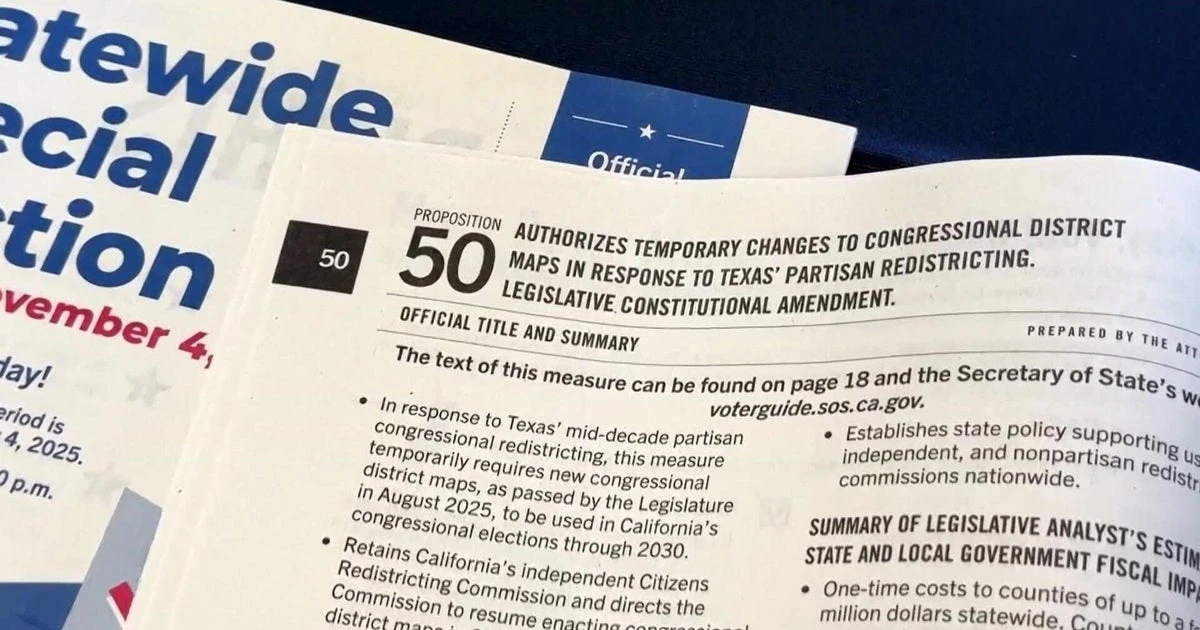 atewide
ecial
tion
vember 4,
day!
eriod is
4, 2025.
0 p.m.
Official
50
PROPOSITION
50
AUTHORIZES TEMPORARY CHANGES TO CONGRESSIONAL DISTRICT
MAPS IN RESPONSE TO TEXAS' PARTISAN REDISTRICTING.
LEGISLATIVE CONSTITUTIONAL AMENDMENT.
OFFICIAL TITLE AND SUMMARY
PREPARED BY THE ATT
The text of this measure can be found on page 18 and the Secretary of State's w
voterguide.sos.ca.gov.
• In response to Texas' mid-decade partisan
congressional redistricting, this measure
temporarily requires new congressional
district maps, as passed by the Legislature
in August 2025, to be used in California's
congressional elections through 2030.
• Retains California's independent Citizens
Redistricting Commission and directs the
Commission to resume enacting congressional
district maps
• Establishes state policy supporting us
independent, and nonpartisan redistr
commissions nationwide.
SUMMARY OF LEGISLATIVE ANALYST'S ESTIM
STATE AND LOCAL GOVERNMENT FISCAL IMPA
• One-time costs to counties of up to a f
million dollars statewide. Coun